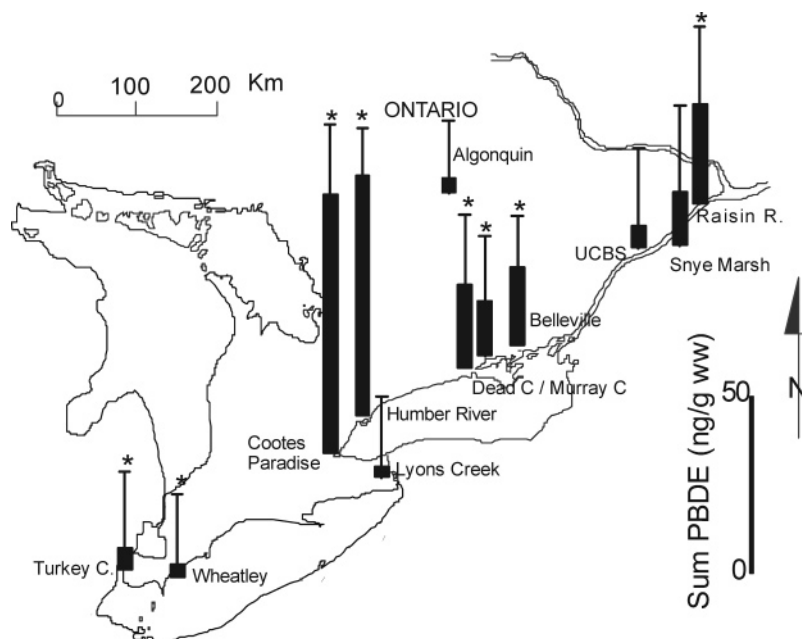 0 100 200 Km
ONTARIO
Algonquin
*
*
*
*
*
*
*
*
Raisin R.
UCBS
Snye Marsh
Belleville
Dead C / Murray C
Humber River
Cootes
Paradise
Lyons Creek
Turkey C.
Wheatley
N
50
0
Sum PBDE (ng/g ww)